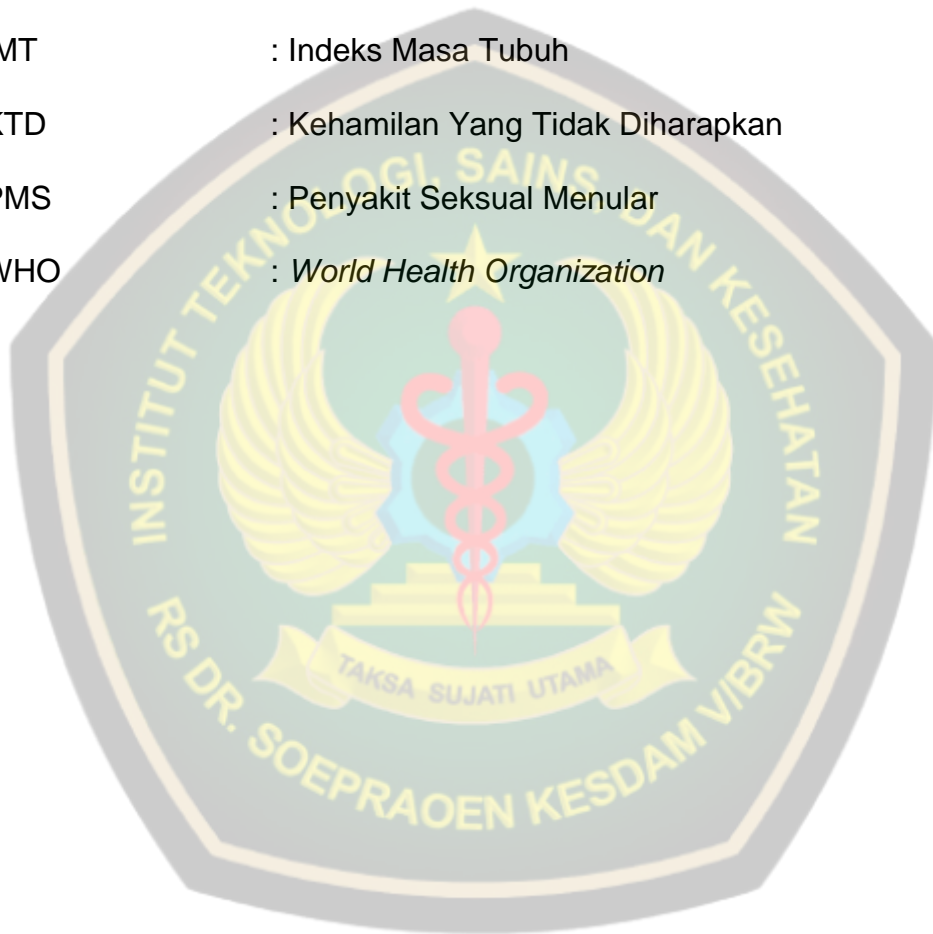 MT : Indeks Masa Tubuh
KTD : Kehamilan Yang Tidak Diharapkan
PMS : Penyakit Seksual Menular
WHO : World Health Organization
INSTITUT TEKNOLOGI, SAINS, DAN KESEHATAN
TAKSA SUJATI UTAMA
RS DR. SOEPRAOEN KESDAM V/BRW